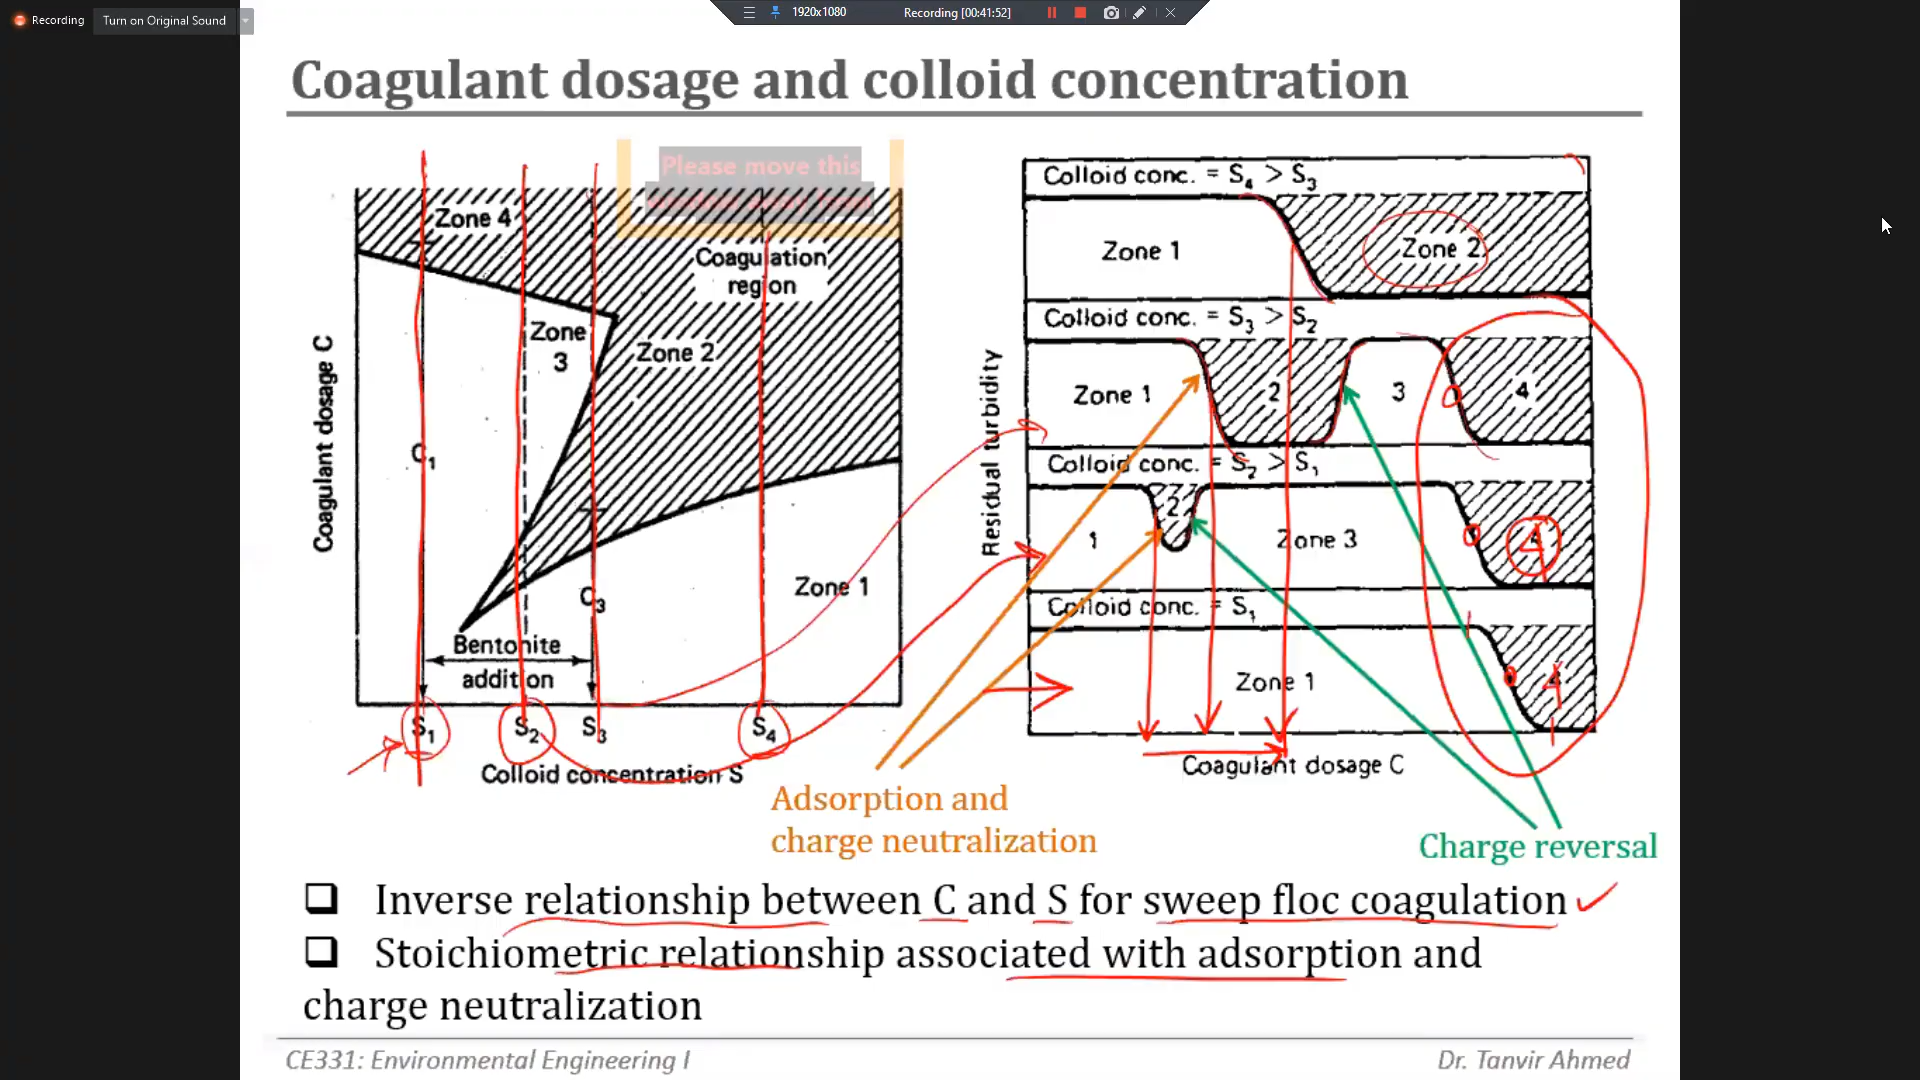 Recording
Turn on Original Sound
1920x1080
Recording [00:41:52]
Coagulant dosage and colloid concentration
Please move this
Zone 4
Coagulation
region
Zone
3
Zone 2
Coagulant dosage C
C1
C3
Zone 1
Bentonite
addition
S1
S2
S3
S4
Colloid concentration S
Colloid conc. = S4 > S3
Zone 1
Zone 2
Colloid conc. = S3 > S2
Zone 1
2
3
4
Residual turbidity
Colloid conc. = S2 > S1
1
2
Zone 3
4
Colloid conc. = S1
Zone 1
4
Coagulant dosage C
Adsorption and
charge neutralization
Charge reversal
Inverse relationship between C and S for sweep floc coagulation
Stoichiometric relationship associated with adsorption and
charge neutralization
CE331: Environmental Engineering I
Dr. Tanvir Ahmed